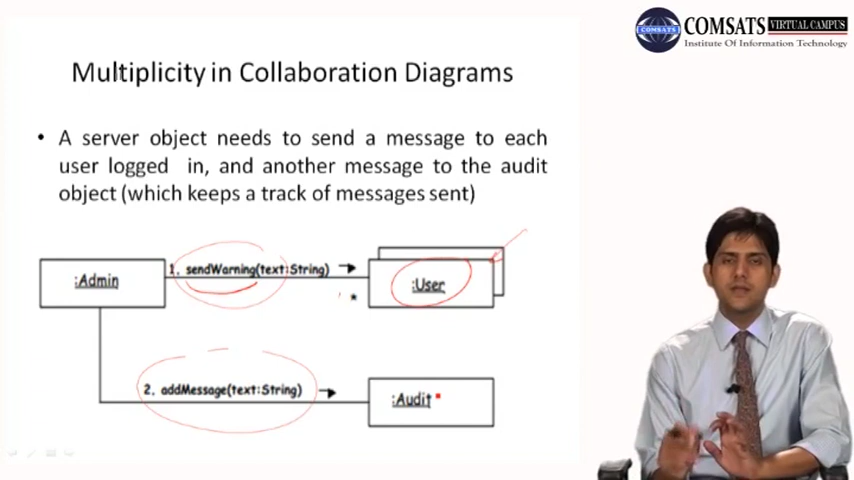 COMSATS VIRTUAL CAMPUS
COMSATS
Institute Of Information Technology
Multiplicity in Collaboration Diagrams
• A server object needs to send a message to each
user logged in, and another message to the audit
object (which keeps a track of messages sent)
1. sendWarning(text:String)
:Admin
:User
*
2. addMessage(text:String)
:Audit